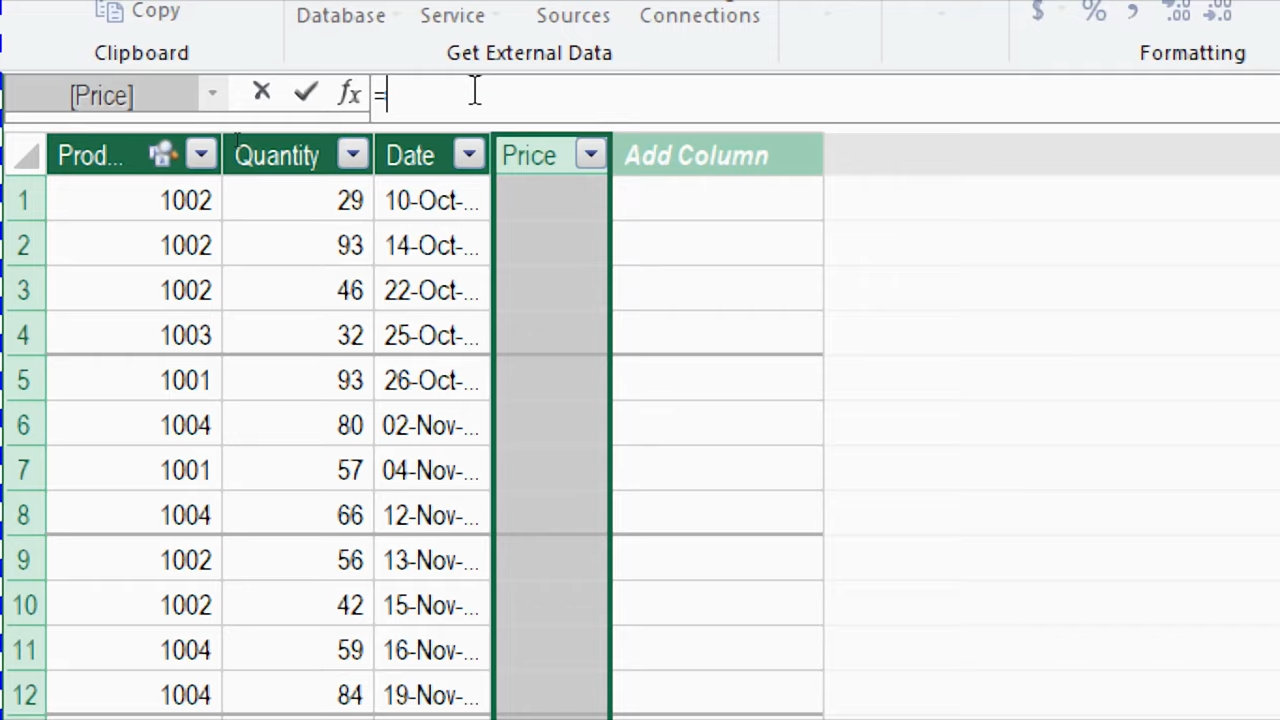 Copy
Database Service Sources Connections
$ % , .00 .00
Clipboard Get External Data Formatting
[Price] fx =
Prod... Quantity Date Price Add Column
1 1002 29 10-Oct-...
2 1002 93 14-Oct-...
3 1002 46 22-Oct-...
4 1003 32 25-Oct-...
5 1001 93 26-Oct-...
6 1004 80 02-Nov-...
7 1001 57 04-Nov-...
8 1004 66 12-Nov-...
9 1002 56 13-Nov-...
10 1002 42 15-Nov-...
11 1004 59 16-Nov-...
12 1004 84 19-Nov-...